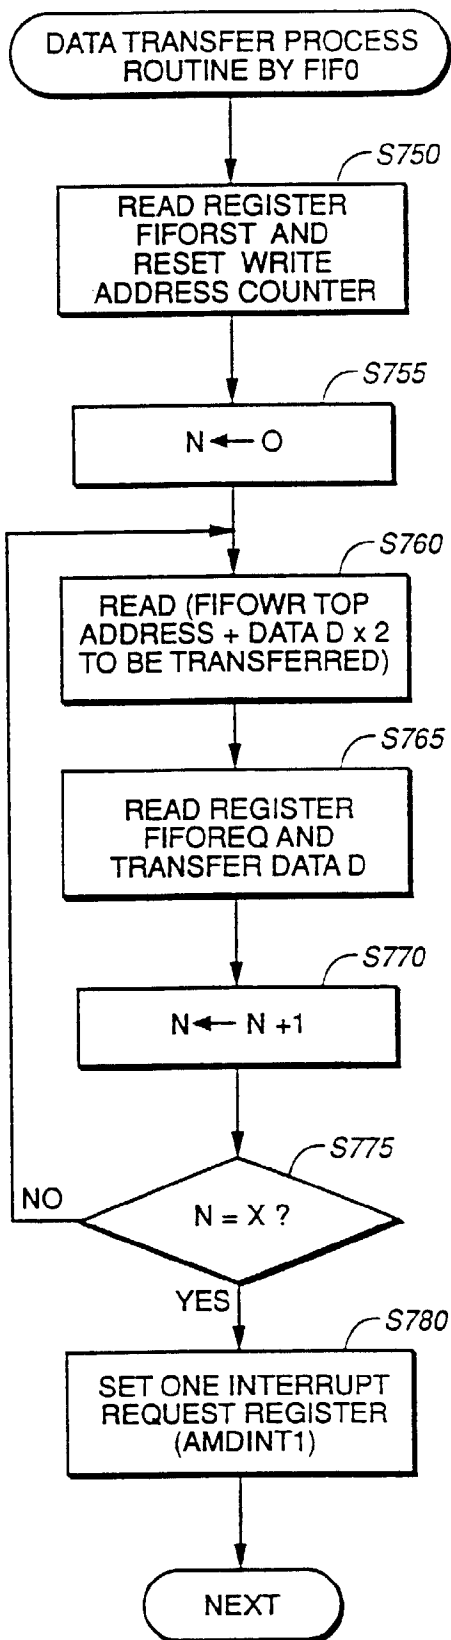 DATA TRANSFER PROCESS
ROUTINE BY FIFO
S750
READ REGISTER
FIFORST AND
RESET WRITE
ADDRESS COUNTER
S755
N ← O
S760
READ (FIFOWR TOP
ADDRESS + DATA D x 2
TO BE TRANSFERRED)
S765
READ REGISTER
FIFOREQ AND
TRANSFER DATA D
S770
N ← N +1
S775
N = X ?
NO
YES
S780
SET ONE INTERRUPT
REQUEST REGISTER
(AMDINT1)
NEXT